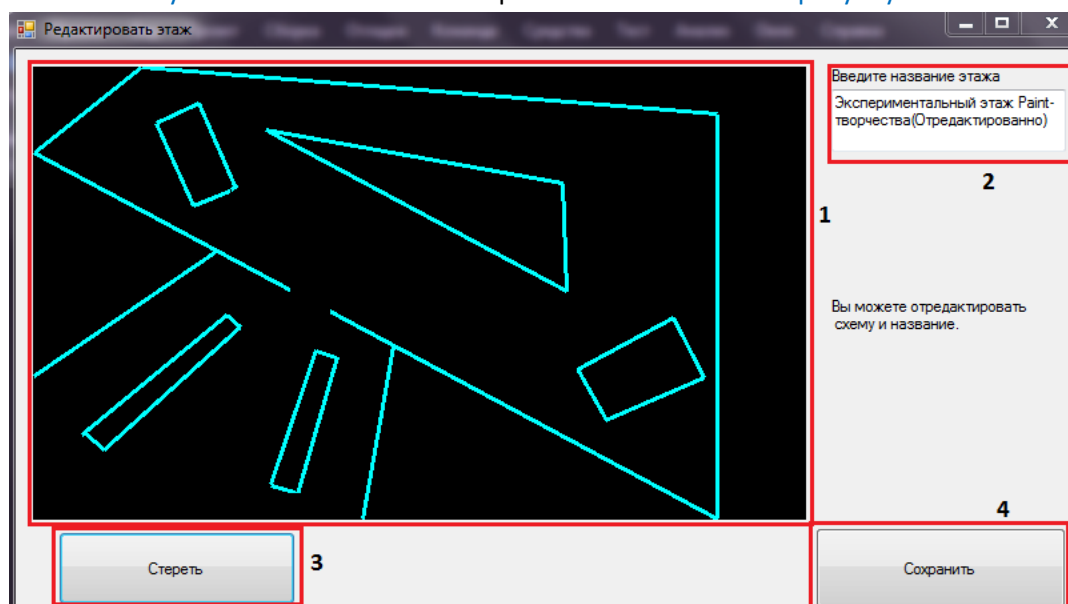 Редактировать этаж
Введите название этажа
Экспериментальный этаж Paint-
творчества(Отредактированно)
2
1
Вы можете отредактировать
схему и название.
4
Стереть
3
Сохранить